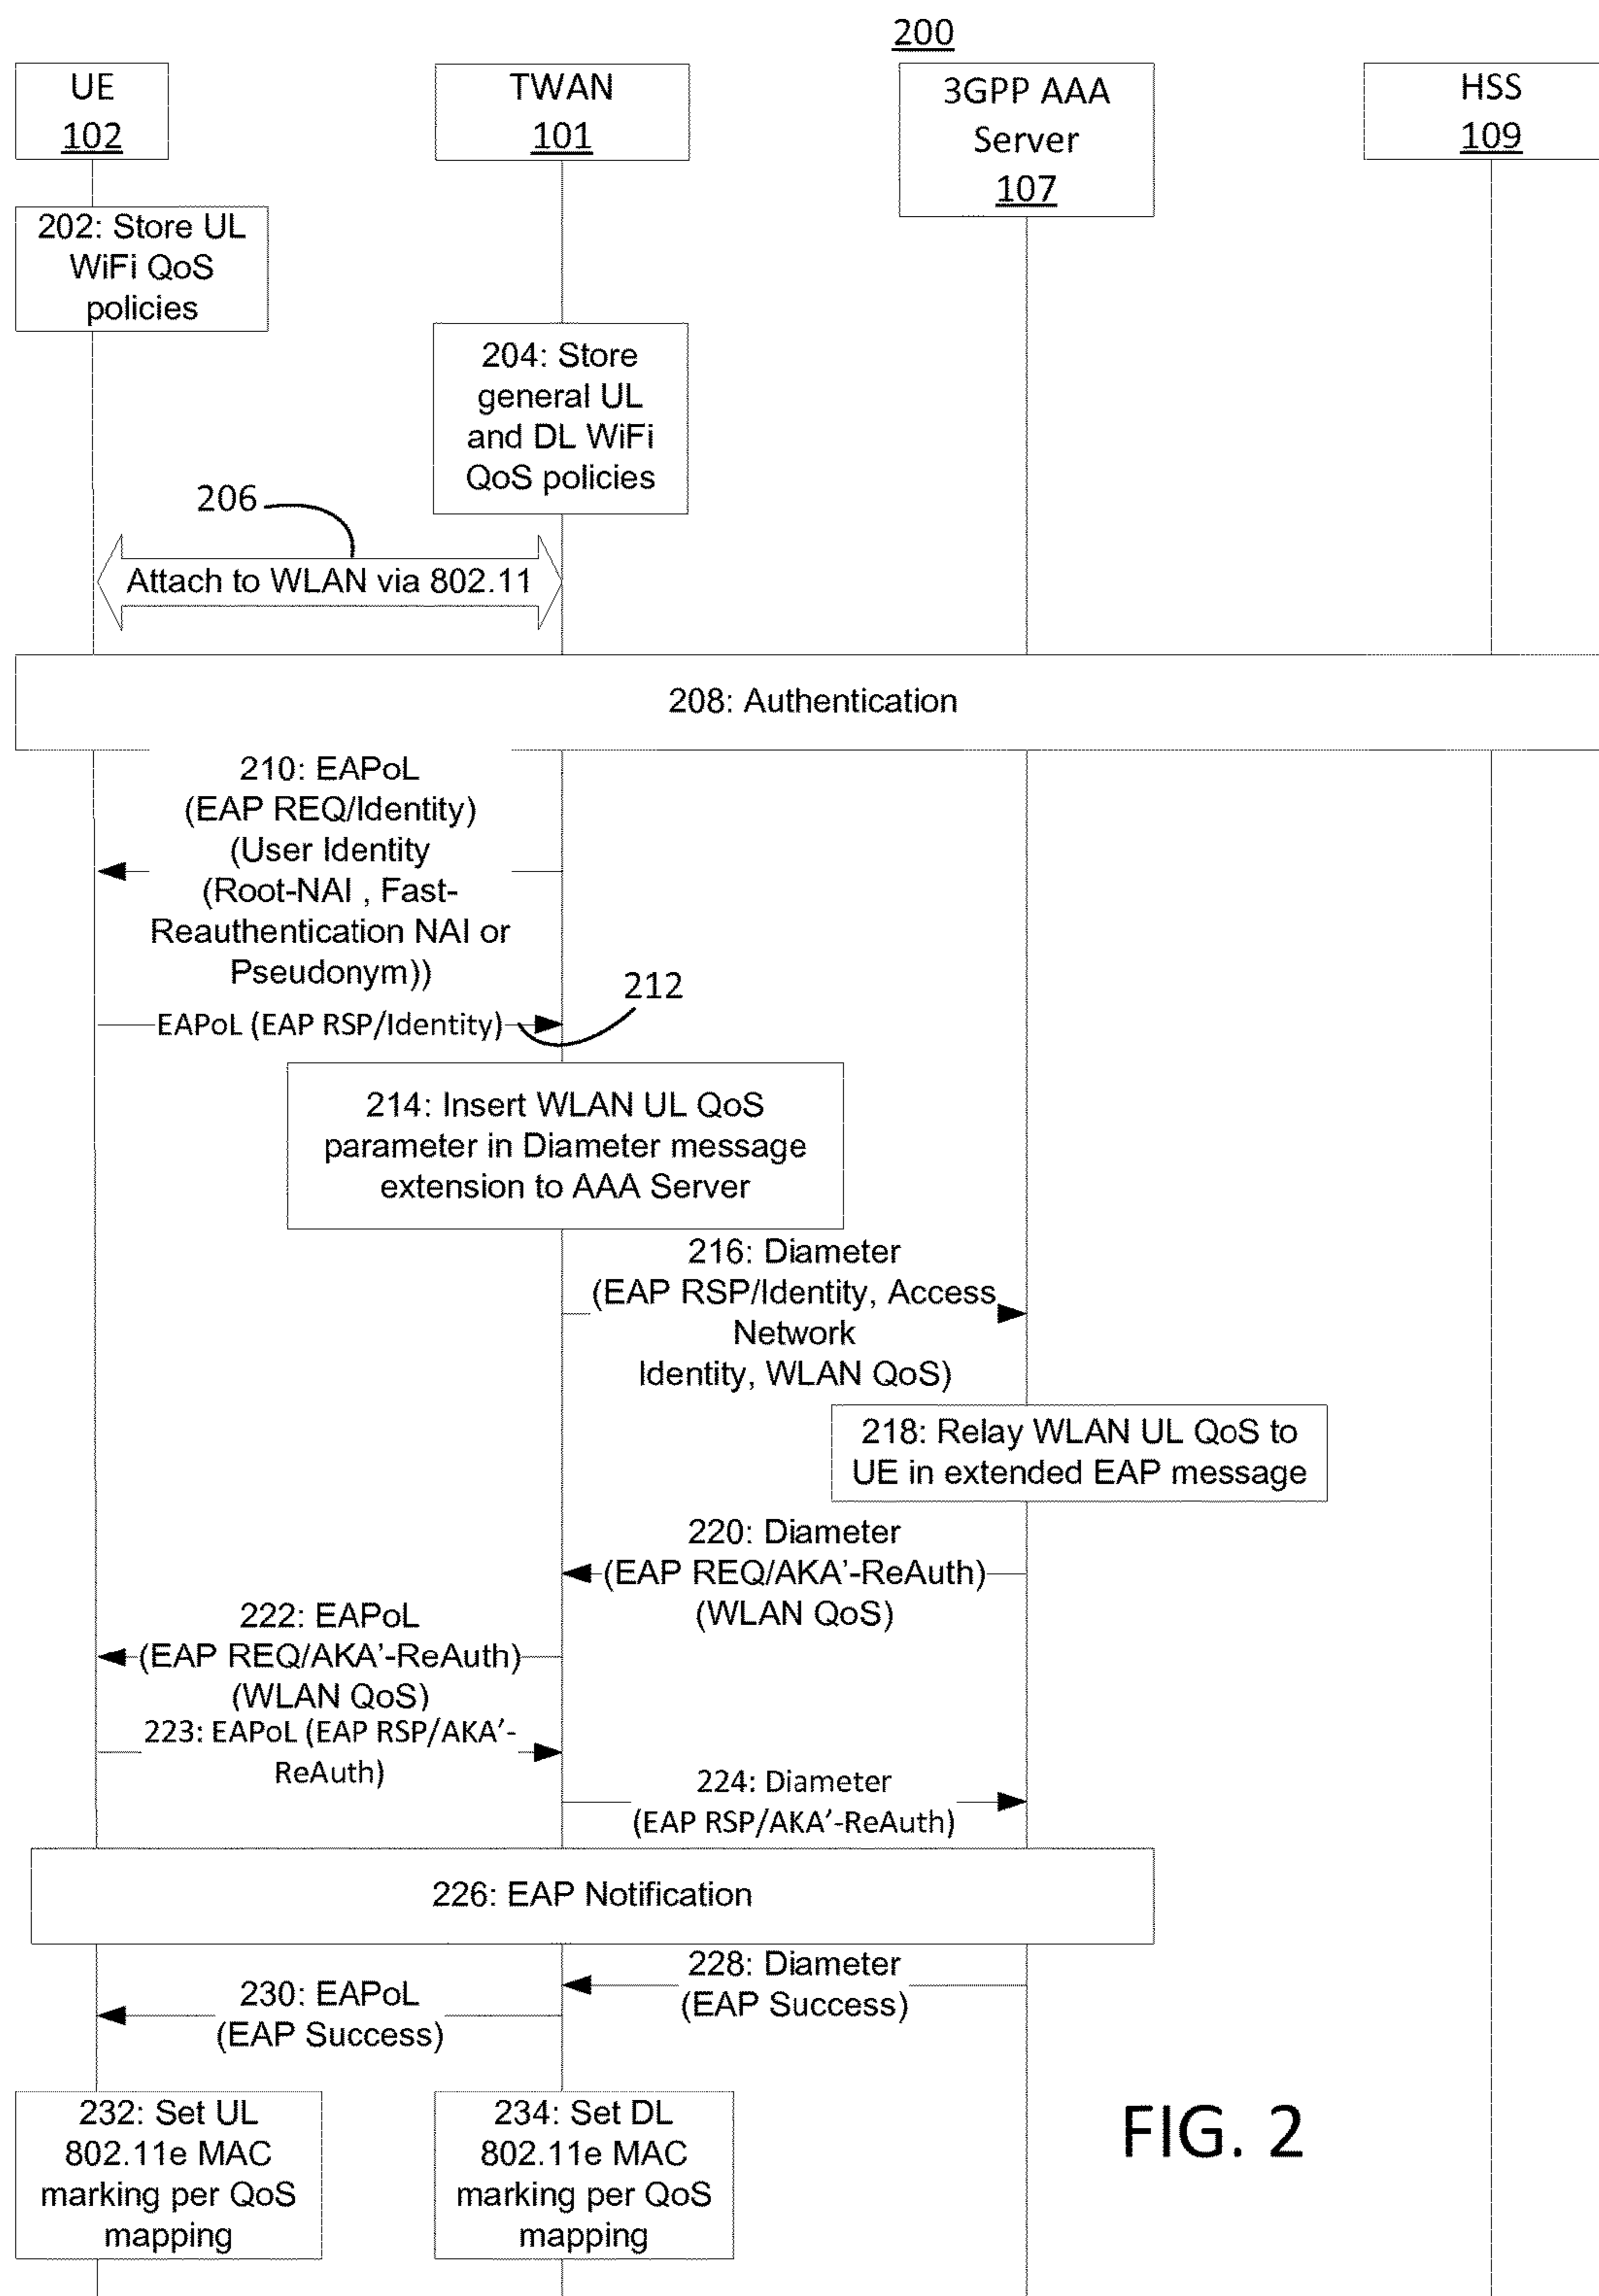 200
UE
102
TWAN
101
3GPP AAA
Server
107
HSS
109
202: Store UL
WiFi QoS
policies
204: Store
general UL
and DL WiFi
QoS policies
206
Attach to WLAN via 802.11
208: Authentication
210: EAPoL
(EAP REQ/Identity)
(User Identity
(Root-NAI , Fast-
Reauthentication NAI or
Pseudonym))
212
EAPoL (EAP RSP/Identity)
214: Insert WLAN UL QoS
parameter in Diameter message
extension to AAA Server
216: Diameter
(EAP RSP/Identity, Access
Network
Identity, WLAN QoS)
218: Relay WLAN UL QoS to
UE in extended EAP message
220: Diameter
(EAP REQ/AKA’-ReAuth)
(WLAN QoS)
222: EAPoL
(EAP REQ/AKA’-ReAuth)
(WLAN QoS)
223: EAPoL (EAP RSP/AKA’-
ReAuth)
224: Diameter
(EAP RSP/AKA’-ReAuth)
226: EAP Notification
228: Diameter
(EAP Success)
230: EAPoL
(EAP Success)
232: Set UL
802.11e MAC
marking per QoS
mapping
234: Set DL
802.11e MAC
marking per QoS
mapping
FIG. 2